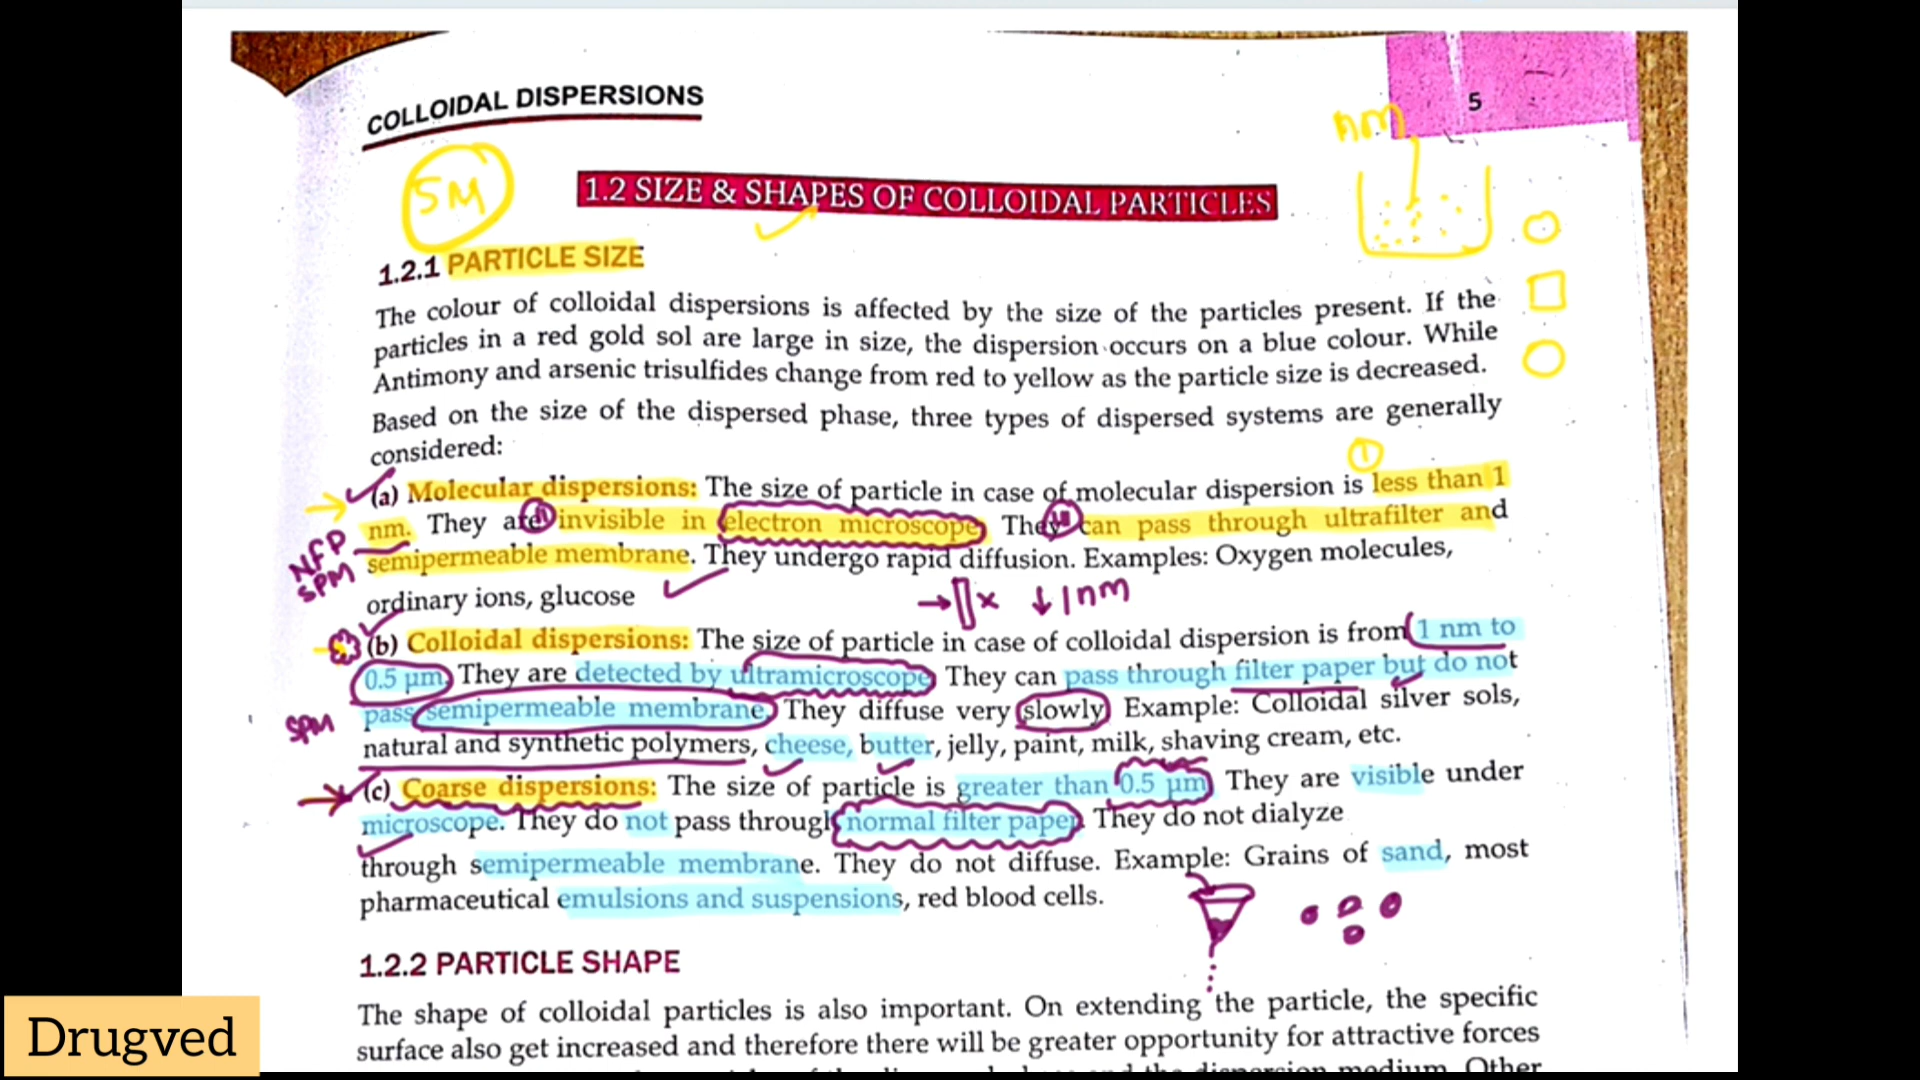 COLLOIDAL DISPERSIONS
5
nm
5M
1.2 SIZE & SHAPES OF COLLOIDAL PARTICLES
1.2.1 PARTICLE SIZE
The colour of colloidal dispersions is affected by the size of the particles present. If the
particles in a red gold sol are large in size, the dispersion occurs on a blue colour. While
Antimony and arsenic trisulfides change from red to yellow as the particle size is decreased.
Based on the size of the dispersed phase, three types of dispersed systems are generally
considered:
1
(a) Molecular dispersions: The size of particle in case of molecular dispersion is less than 1
nm. They are invisible in electron microscope. They can pass through ultrafilter and
NFP
semipermeable membrane. They undergo rapid diffusion. Examples: Oxygen molecules,
SPM
ordinary ions, glucose
→ x ↓ 1nm
(b) Colloidal dispersions: The size of particle in case of colloidal dispersion is from 1 nm to
0.5 µm. They are detected by ultramicroscope. They can pass through filter paper but do not
SPM
pass semipermeable membrane. They diffuse very slowly. Example: Colloidal silver sols,
natural and synthetic polymers, cheese, butter, jelly, paint, milk, shaving cream, etc.
(c) Coarse dispersions: The size of particle is greater than 0.5 µm. They are visible under
microscope. They do not pass through normal filter paper. They do not dialyze
through semipermeable membrane. They do not diffuse. Example: Grains of sand, most
pharmaceutical emulsions and suspensions, red blood cells.
1.2.2 PARTICLE SHAPE
The shape of colloidal particles is also important. On extending the particle, the specific
surface also get increased and therefore there will be greater opportunity for attractive forces
dispersion medium. Other
Drugved